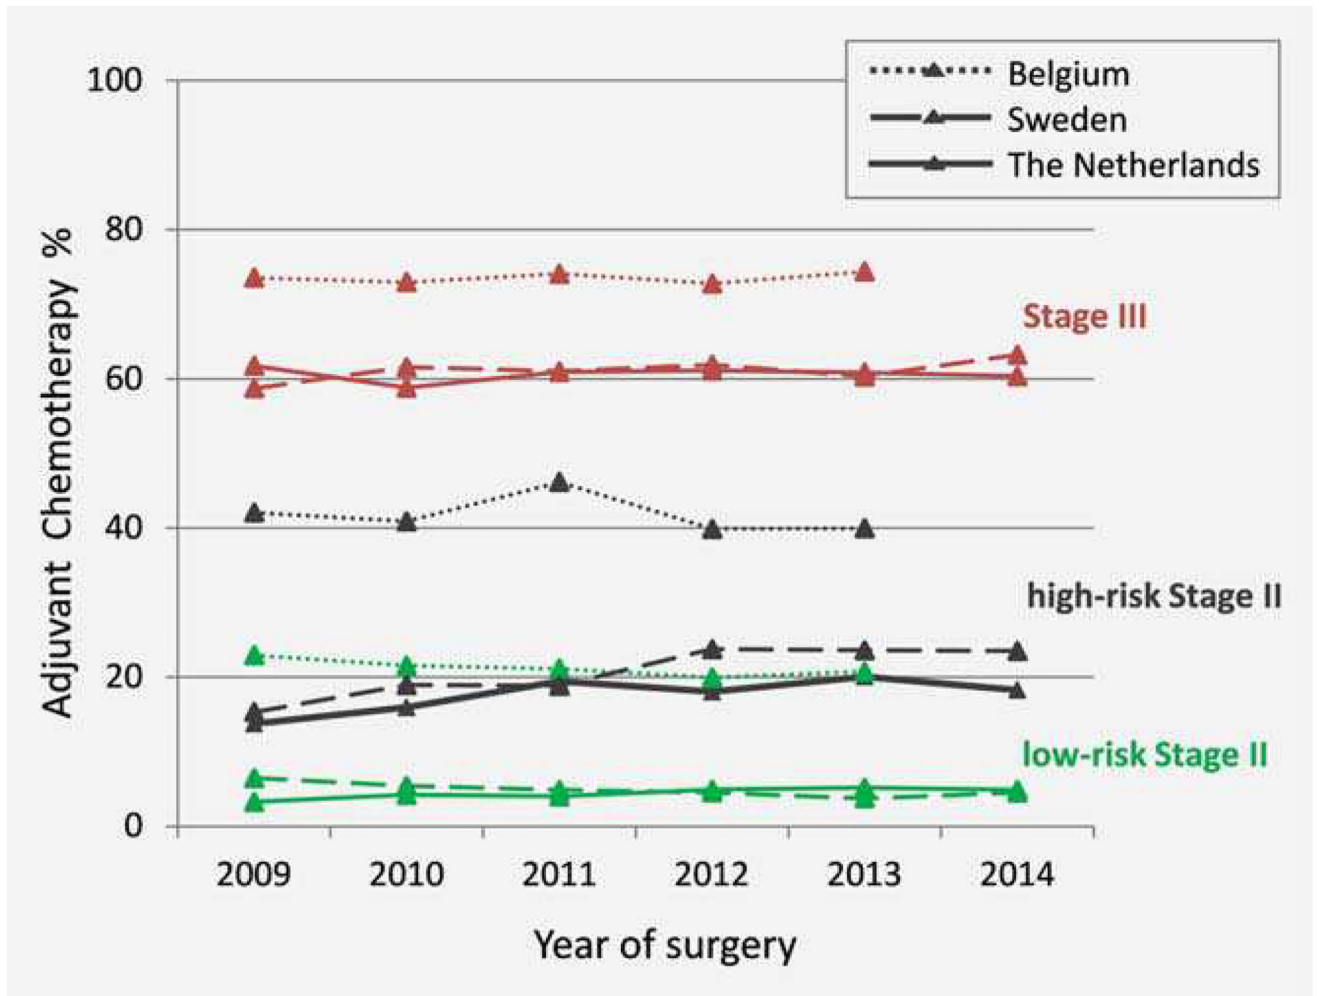 Belgium
Sweden
The Netherlands
Adjuvant Chemotherapy %
100
80
60
40
20
0
Stage III
high-risk Stage II
low-risk Stage II
2009 2010 2011 2012 2013 2014
Year of surgery